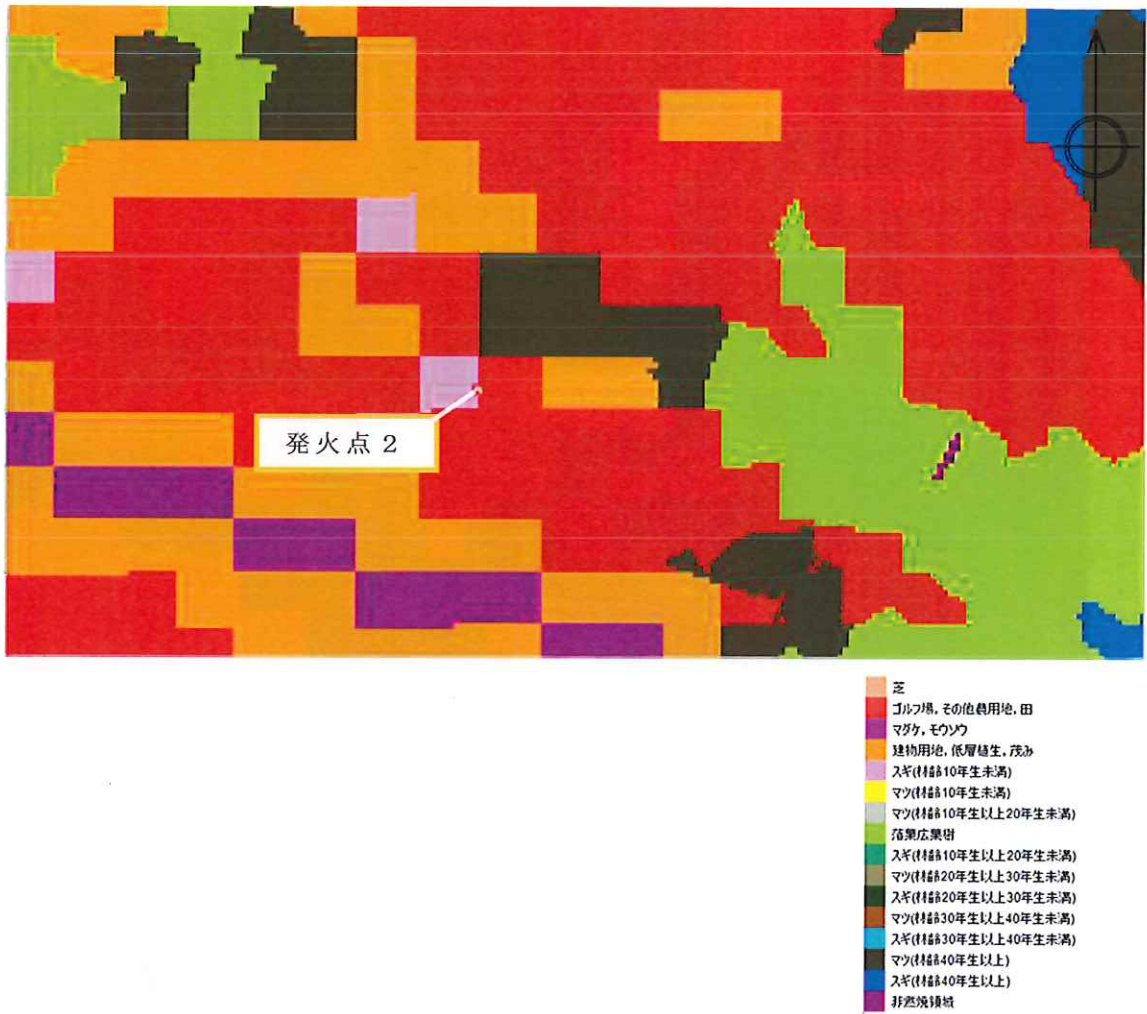 発火点2
芝
ゴルフ場，その他農用地，田
マダケ，モウソウ
建物用地，低層植生，茂み
スギ(林齢10年生未満)
マツ(林齢10年生未満)
マツ(林齢10年生以上20年生未満)
落葉広葉樹
スギ(林齢10年生以上20年生未満)
マツ(林齢20年生以上30年生未満)
スギ(林齢20年生以上30年生未満)
マツ(林齢30年生以上40年生未満)
スギ(林齢30年生以上40年生未満)
マツ(林齢40年生以上)
スギ(林齢40年生以上)
非燃焼領域